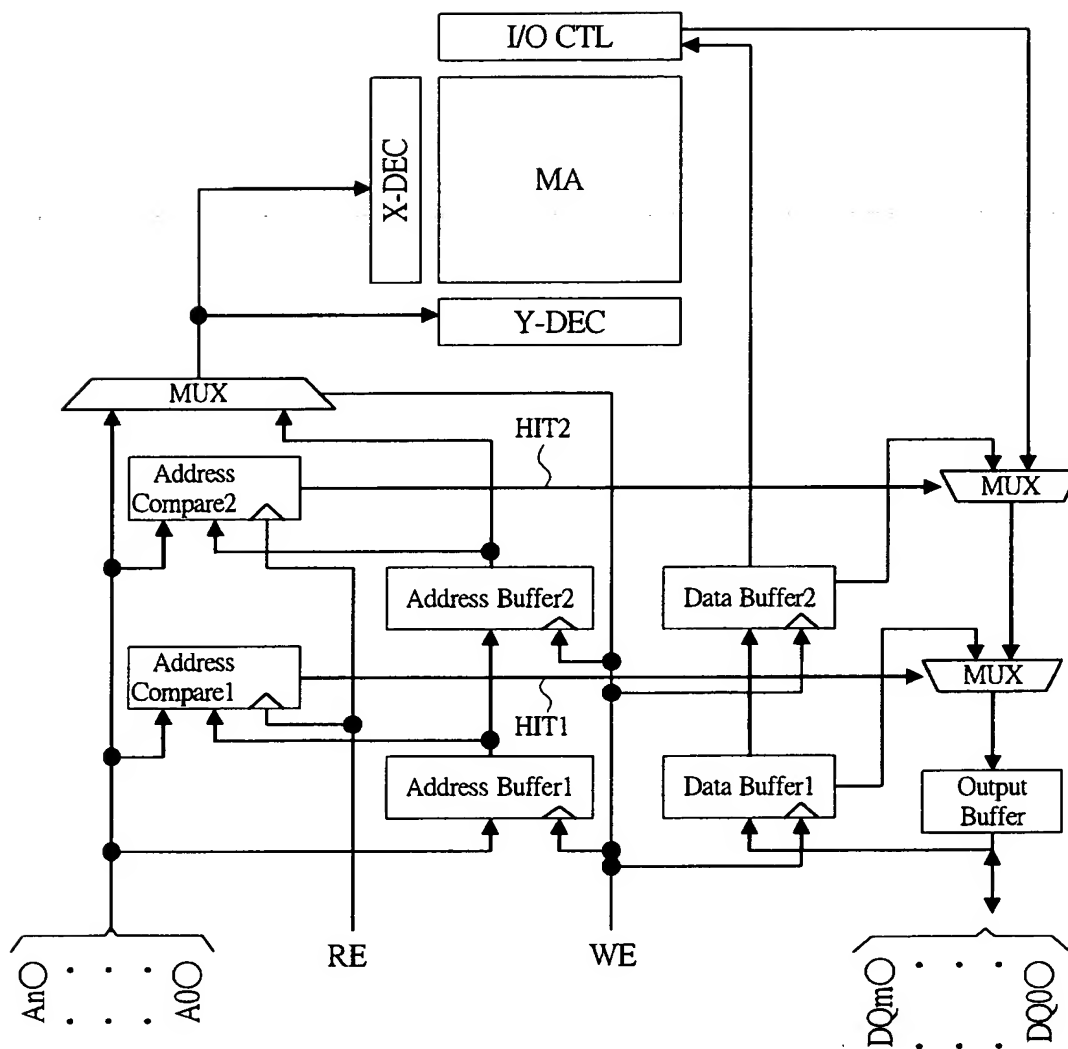 I/O CTL
X-DEC
MA
Y-DEC
MUX
HIT2
Address
Compare2
MUX
Address Buffer2
Data Buffer2
Address
Compare1
MUX
HIT1
Address Buffer1
Data Buffer1
Output
Buffer
RE
WE
An
A0
DQm
DQ0